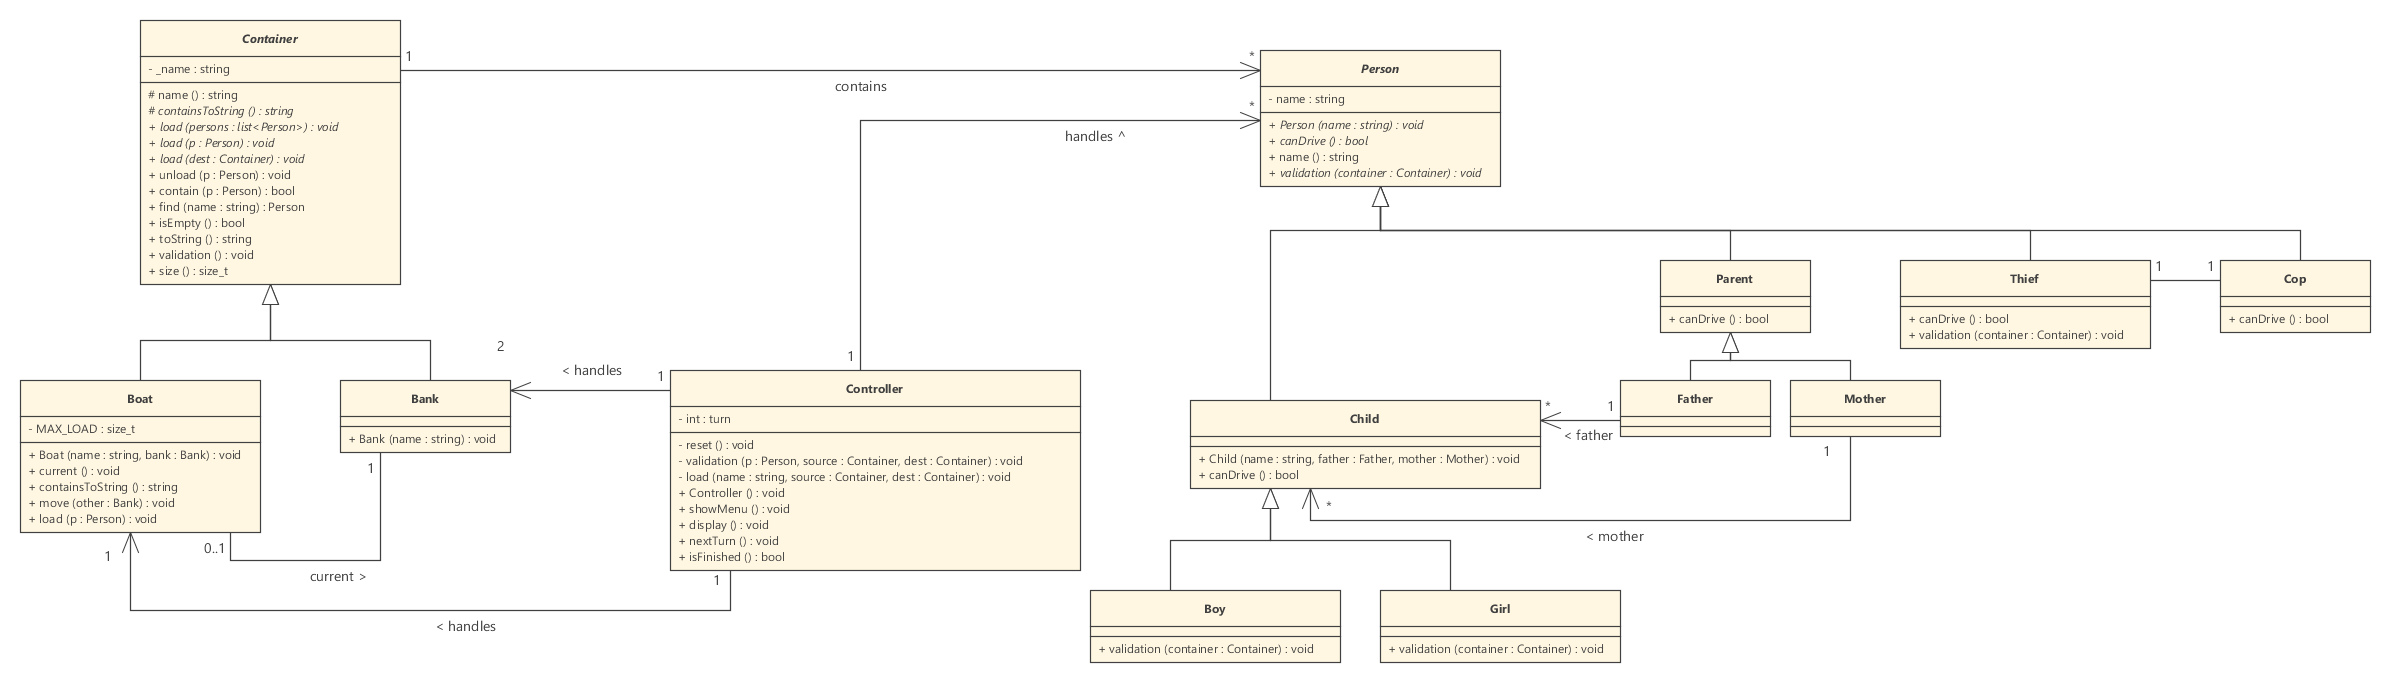 Container
- _name : string
# name () : string
# containsToString () : string
+ load (persons : list<Person>) : void
+ load (p : Person) : void
+ load (dest : Container) : void
+ unload (p : Person) : void
+ contain (p : Person) : bool
+ find (name : string) : Person
+ isEmpty () : bool
+ toString () : string
+ validation () : void
+ size () : size_t
1
*
contains
Person
- name : string
+ Person (name : string) : void
+ canDrive () : bool
+ name () : string
+ validation (container : Container) : void
*
handles ^
1
Parent
+ canDrive () : bool
Thief
+ canDrive () : bool
+ validation (container : Container) : void
1
1
Cop
+ canDrive () : bool
Boat
- MAX_LOAD : size_t
+ Boat (name : string, bank : Bank) : void
+ current () : void
+ containsToString () : string
+ move (other : Bank) : void
+ load (p : Person) : void
Bank
+ Bank (name : string) : void
2
< handles
1
Controller
- int : turn
- reset () : void
- validation (p : Person, source : Container, dest : Container) : void
- load (name : string, source : Container, dest : Container) : void
+ Controller () : void
+ showMenu () : void
+ display () : void
+ nextTurn () : void
+ isFinished () : bool
Child
+ Child (name : string, father : Father, mother : Mother) : void
+ canDrive () : bool
*
1
< father
Father
Mother
1
*
< mother
1
0..1
1
current >
1
< handles
Boy
+ validation (container : Container) : void
Girl
+ validation (container : Container) : void